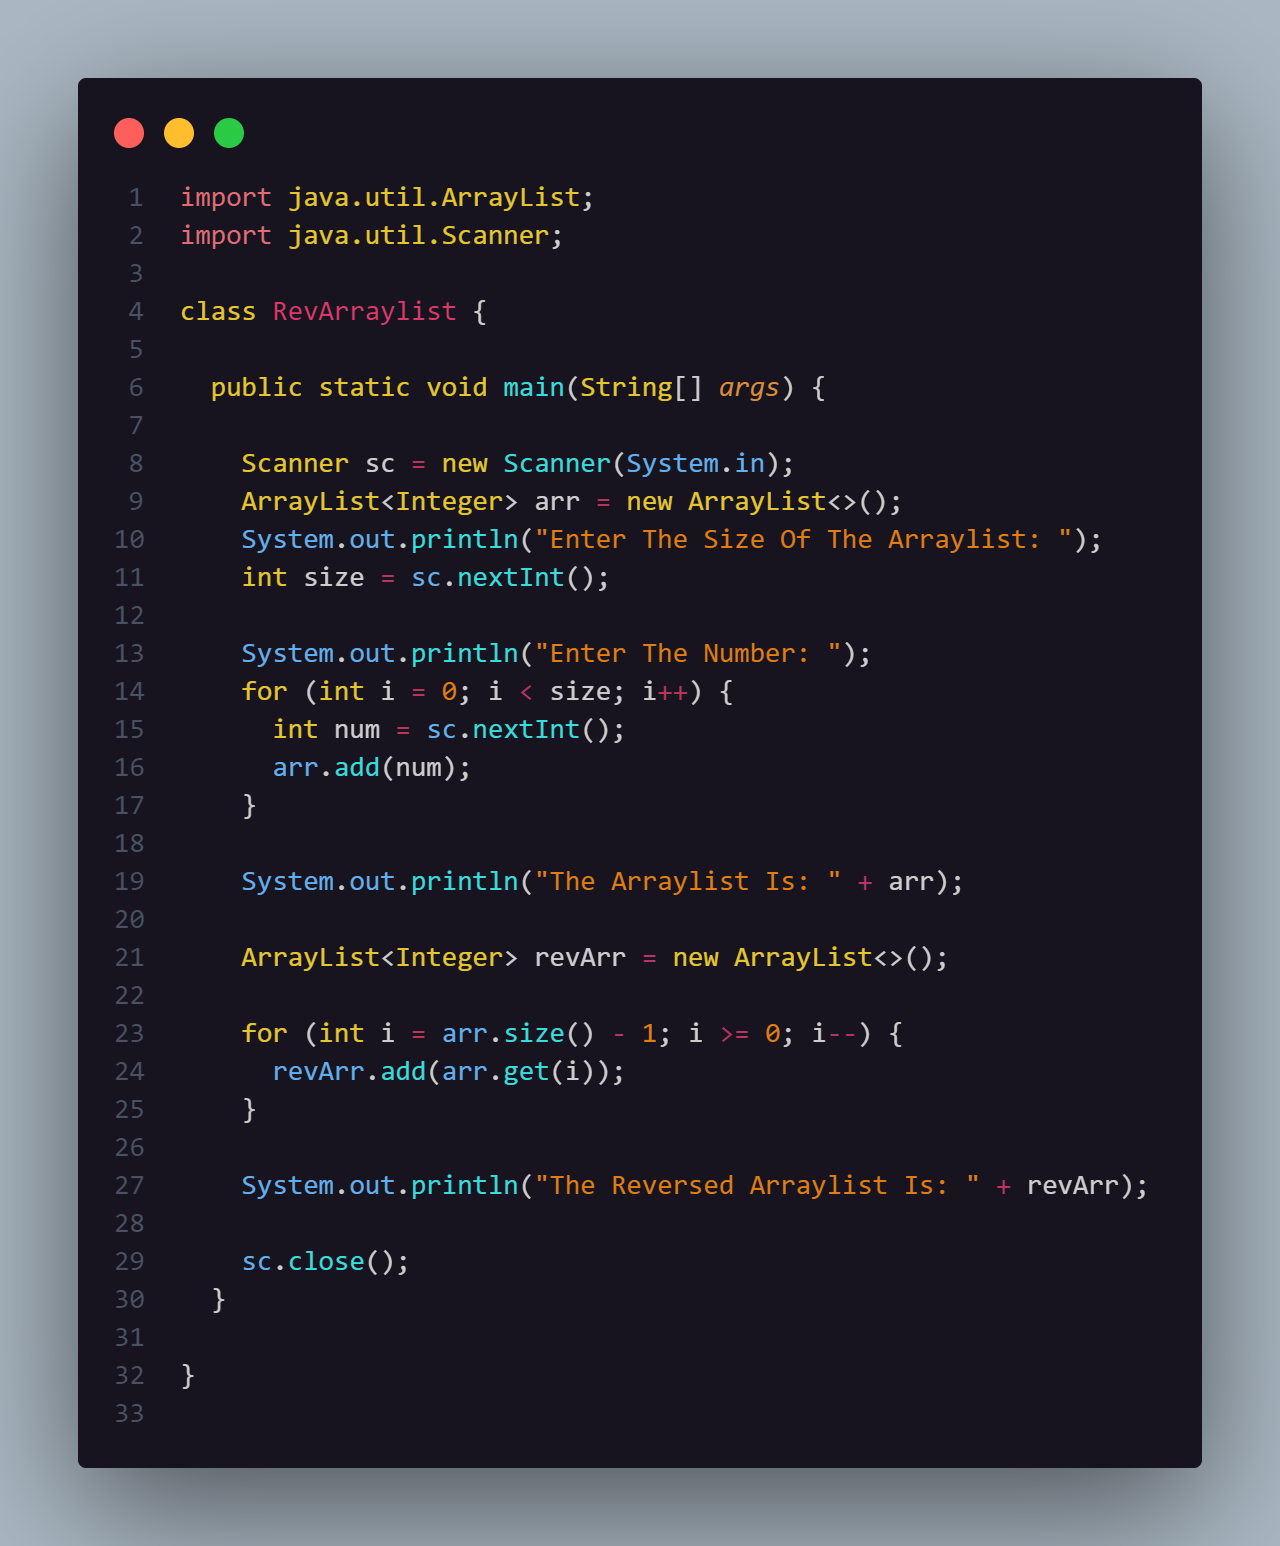 1 import java.util.ArrayList;
2 import java.util.Scanner;
3
4 class RevArraylist {
5
6   public static void main(String[] args) {
7
8     Scanner sc = new Scanner(System.in);
9     ArrayList<Integer> arr = new ArrayList<>();
10     System.out.println("Enter The Size Of The Arraylist: ");
11     int size = sc.nextInt();
12
13     System.out.println("Enter The Number: ");
14     for (int i = 0; i < size; i++) {
15       int num = sc.nextInt();
16       arr.add(num);
17     }
18
19     System.out.println("The Arraylist Is: " + arr);
20
21     ArrayList<Integer> revArr = new ArrayList<>();
22
23     for (int i = arr.size() - 1; i >= 0; i--) {
24       revArr.add(arr.get(i));
25     }
26
27     System.out.println("The Reversed Arraylist Is: " + revArr);
28
29     sc.close();
30   }
31
32 }
33